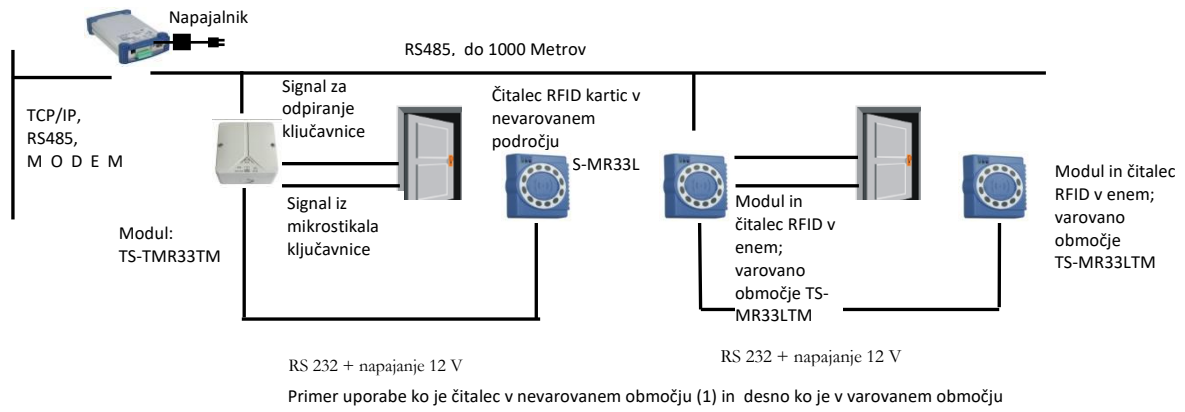 Napajalnik
RS485, do 1000 Metrov
TCP/IP,
RS485,
M O D E M
Signal za
odpiranje
ključavnice
Čitalec RFID kartic v
nevarovanem
področju
S-MR33L
Signal iz
mikrostikala
ključavnice
Modul:
TS-TMR33TM
Modul in
čitalec RFID v
enem;
varovano
območje TS-
MR33LTM
Modul in čitalec
RFID v enem;
varovano
območje
TS-MR33LTM
RS 232 + napajanje 12 V
RS 232 + napajanje 12 V
Primer uporabe ko je čitalec v nevarovanem območju (1) in desno ko je v varovanem območju